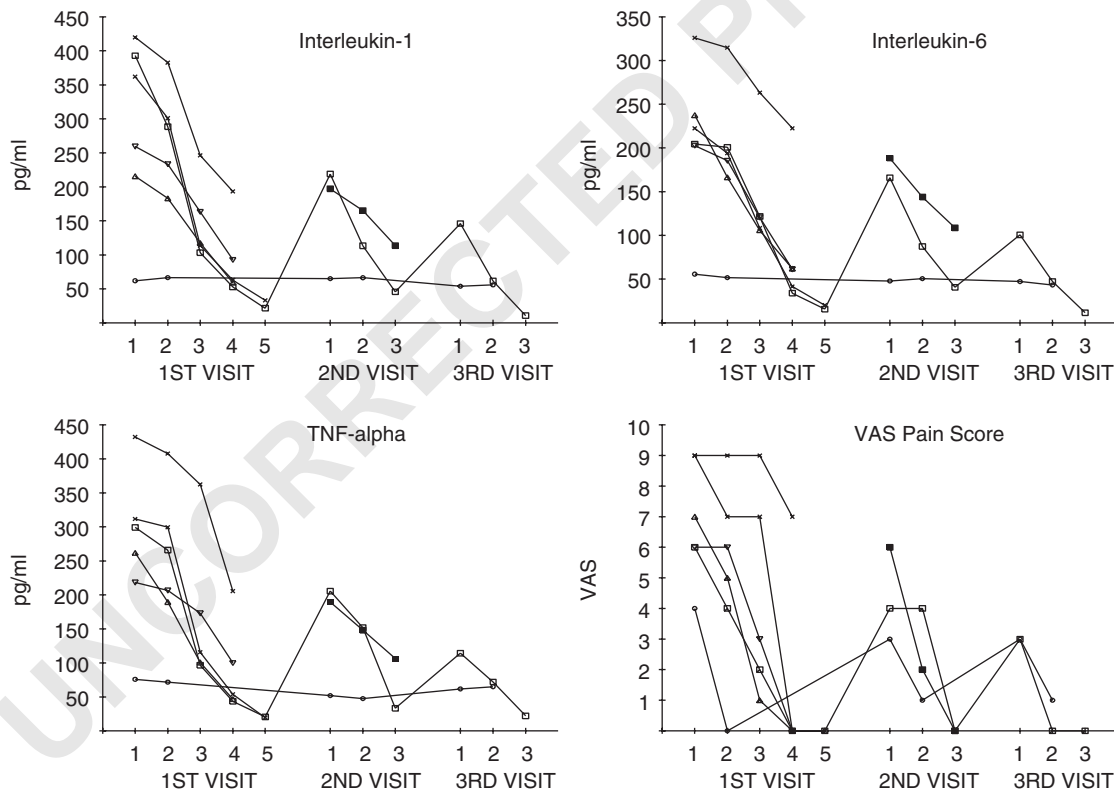 Interleukin-1
450
400
350
300
250
200
150
100
50
pg/ml
1 2 3 4 5 1 2 3 1 2 3
1ST VISIT 2ND VISIT 3RD VISIT
Interleukin-6
350
300
250
200
150
100
50
pg/ml
1 2 3 4 5 1 2 3 1 2 3
1ST VISIT 2ND VISIT 3RD VISIT
TNF-alpha
450
400
350
300
250
200
150
100
50
pg/ml
1 2 3 4 5 1 2 3 1 2 3
1ST VISIT 2ND VISIT 3RD VISIT
VAS Pain Score
10
9
8
7
6
5
4
3
2
1
VAS
1 2 3 4 5 1 2 3 1 2 3
1ST VISIT 2ND VISIT 3RD VISIT
UNCORRECTED P